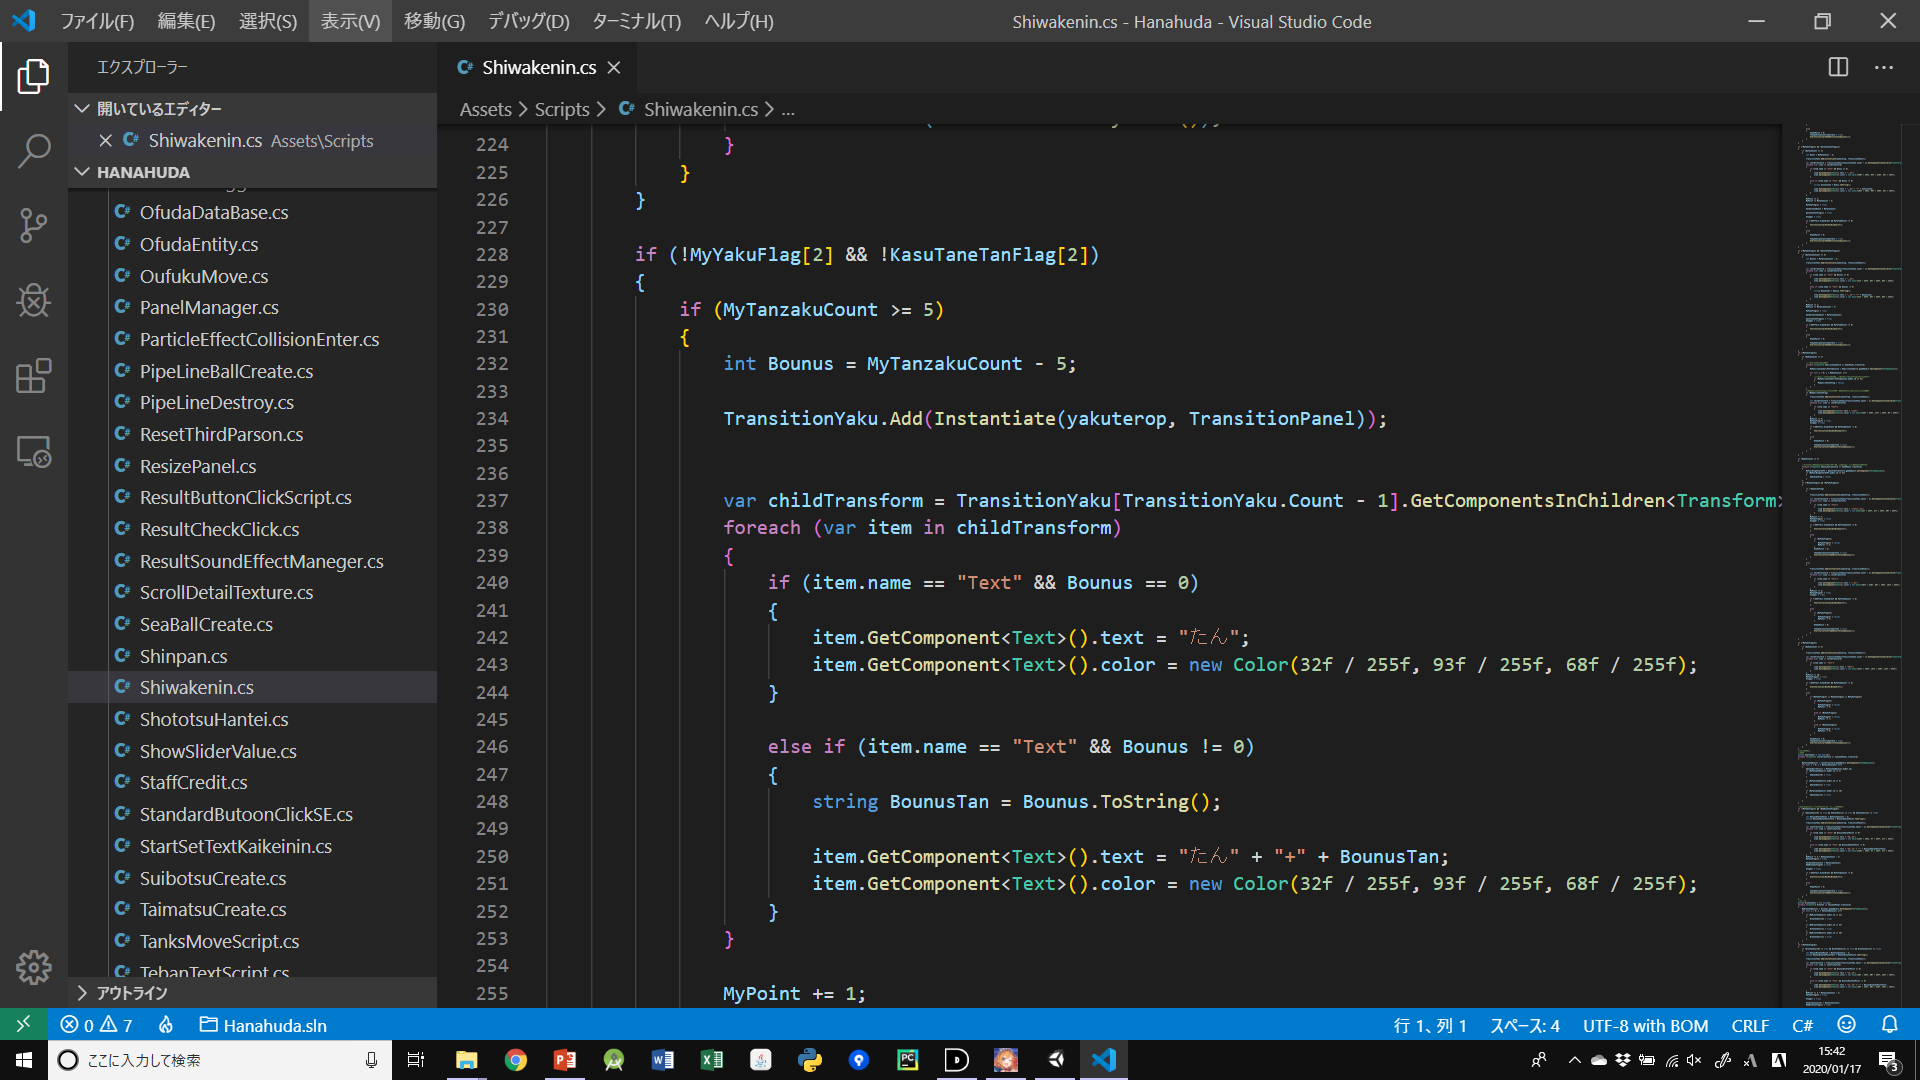 ファイル(F) 編集(E) 選択(S) 表示(V) 移動(G) デバッグ(D) ターミナル(T) ヘルプ(H) Shiwakenin.cs - Hanahuda - Visual Studio Code
エクスプローラー
開いているエディター
Shiwakenin.cs Assets\Scripts
HANAHUDA
OfudaDataBase.cs
OfudaEntity.cs
OufukuMove.cs
PanelManager.cs
ParticleEffectCollisionEnter.cs
PipeLineBallCreate.cs
PipeLineDestroy.cs
ResetThirdParson.cs
ResizePanel.cs
ResultButtonClickScript.cs
ResultCheckClick.cs
ResultSoundEffectManeger.cs
ScrollDetailTexture.cs
SeaBallCreate.cs
Shinpan.cs
Shiwakenin.cs
ShototsuHantei.cs
ShowSliderValue.cs
StaffCredit.cs
StandardButoonClickSE.cs
StartSetTextKaikeinin.cs
SuibotsuCreate.cs
TaimatsuCreate.cs
TanksMoveScript.cs
TebanTextScript.cs
アウトライン
Shiwakenin.cs
Assets > Scripts > Shiwakenin.cs > ...
224 }
225 }
226 }
227
228 if (!MyYakuFlag[2] && !KasuTaneTanFlag[2])
229 {
230 if (MyTanzakuCount >= 5)
231 {
232 int Bounus = MyTanzakuCount - 5;
233
234 TransitionYaku.Add(Instantiate(yakuterop, TransitionPanel));
235
236
237 var childTransform = TransitionYaku[TransitionYaku.Count - 1].GetComponentsInChildren<Transform>
238 foreach (var item in childTransform)
239 {
240 if (item.name == "Text" && Bounus == 0)
241 {
242 item.GetComponent<Text>().text = "たん";
243 item.GetComponent<Text>().color = new Color(32f / 255f, 93f / 255f, 68f / 255f);
244 }
245
246 else if (item.name == "Text" && Bounus != 0)
247 {
248 string BounusTan = Bounus.ToString();
249
250 item.GetComponent<Text>().text = "たん" + "+" + BounusTan;
251 item.GetComponent<Text>().color = new Color(32f / 255f, 93f / 255f, 68f / 255f);
252 }
253 }
254
255 MyPoint += 1;
0 7 Hanahuda.sln 行 1、列 1 スペース: 4 UTF-8 with BOM CRLF C#
ここに入力して検索
15:42
2020/01/17
3